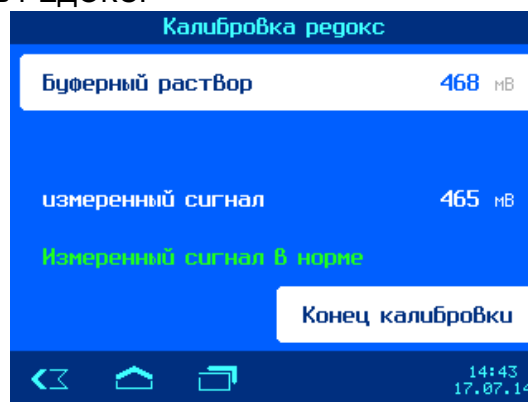 Калибровка редокс
Буферный раствор 468 мВ
измеренный сигнал 465 мВ
Измеренный сигнал в норме
Конец калибровки
14:43
17.07.14